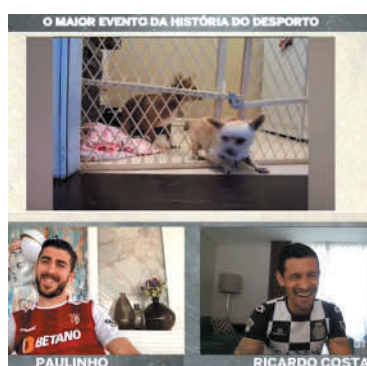 O MAIOR EVENTO DA HISTÓRIA DO DESPORTO
BETANO
PAULINHO
RICARDO COSTA